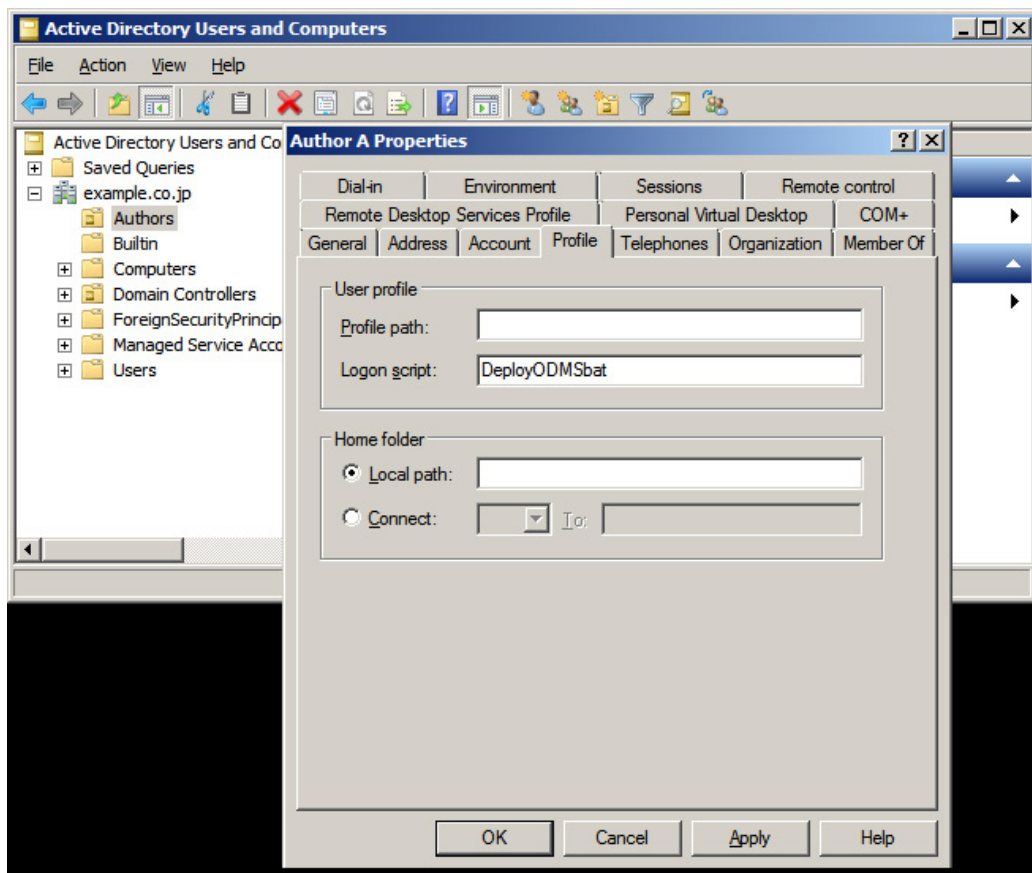 Active Directory Users and Computers
File Action View Help
Active Directory Users and Co
Saved Queries
example.co.jp
Authors
Builtin
Computers
Domain Controllers
ForeignSecurityPrincip
Managed Service Acco
Users
Author A Properties
Dial-in Environment Sessions Remote control
Remote Desktop Services Profile Personal Virtual Desktop COM+
General Address Account Profile Telephones Organization Member Of
User profile
Profile path:
Logon script: DeployODMSbat
Home folder
Local path:
Connect: To:
OK Cancel Apply Help